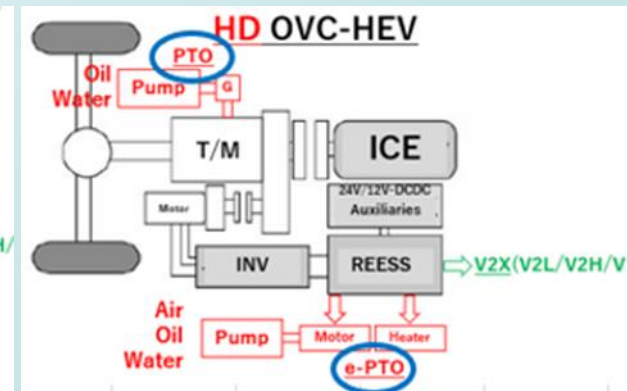 HD OVC-HEV
PTO
Oil
Water
Pump
G
T/M
ICE
24V/12V-DCDC
Auxiliaries
Motor
INV
REESS
V2X(V2L/V2H/V
H/
Air
Oil
Water
Pump
Motor
Heater
e-PTO